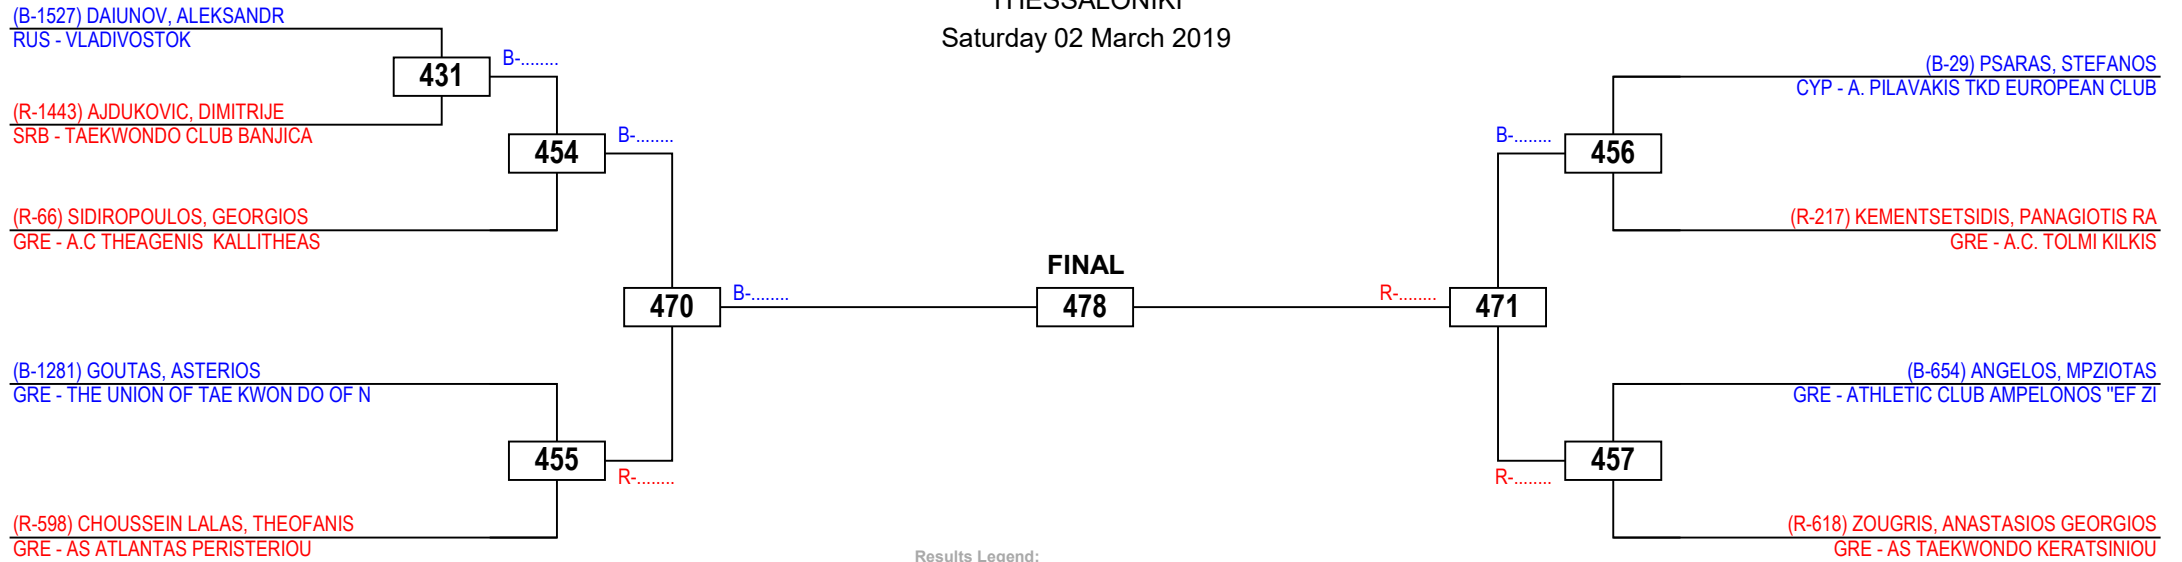 THESSALONIKI
Saturday 02 March 2019
(B-1527) DAIUNOV, ALEKSANDR
RUS - VLADIVOSTOK
431
B-........
(R-1443) AJDUKOVIC, DIMITRIJE
SRB - TAEKWONDO CLUB BANJICA
454
B-........
(R-66) SIDIROPOULOS, GEORGIOS
GRE - A.C THEAGENIS KALLITHEAS
470
B-........
(B-1281) GOUTAS, ASTERIOS
GRE - THE UNION OF TAE KWON DO OF N
455
R-........
(R-598) CHOUSSEIN LALAS, THEOFANIS
GRE - AS ATLANTAS PERISTERIOU
FINAL
478
(B-29) PSARAS, STEFANOS
CYP - A. PILAVAKIS TKD EUROPEAN CLUB
B-........
456
(R-217) KEMENTSETSIDIS, PANAGIOTIS RA
GRE - A.C. TOLMI KILKIS
R-........
471
(B-654) ANGELOS, MPZIOTAS
GRE - ATHLETIC CLUB AMPELONOS "EF ZI
457
R-........
(R-618) ZOUGRIS, ANASTASIOS GEORGIOS
GRE - AS TAEKWONDO KERATSINIOU
Results Legend: